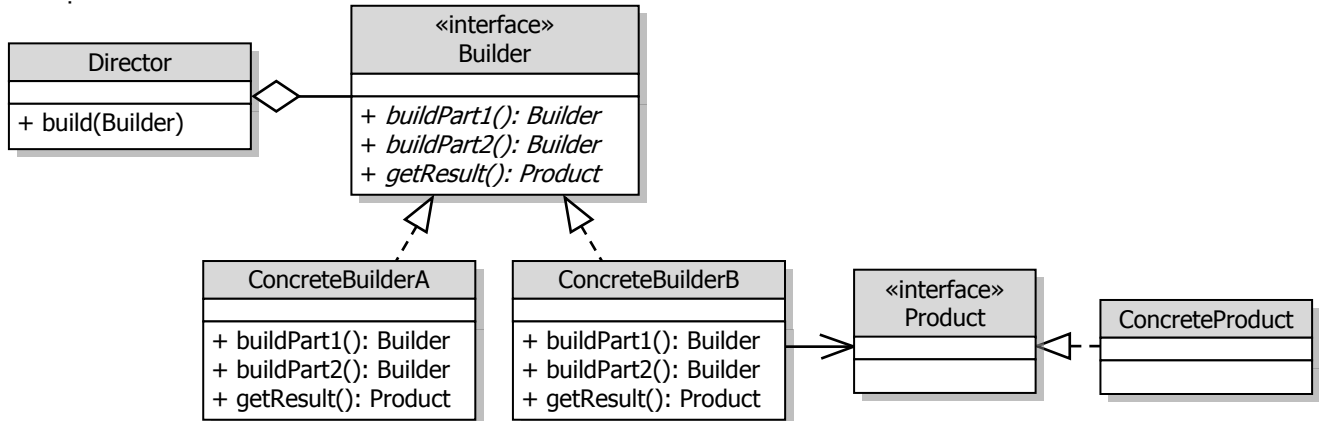 Director
+ build(Builder)
«interface»
Builder
+ buildPart1(): Builder
+ buildPart2(): Builder
+ getResult(): Product
ConcreteBuilderA
+ buildPart1(): Builder
+ buildPart2(): Builder
+ getResult(): Product
ConcreteBuilderB
+ buildPart1(): Builder
+ buildPart2(): Builder
+ getResult(): Product
«interface»
Product
ConcreteProduct